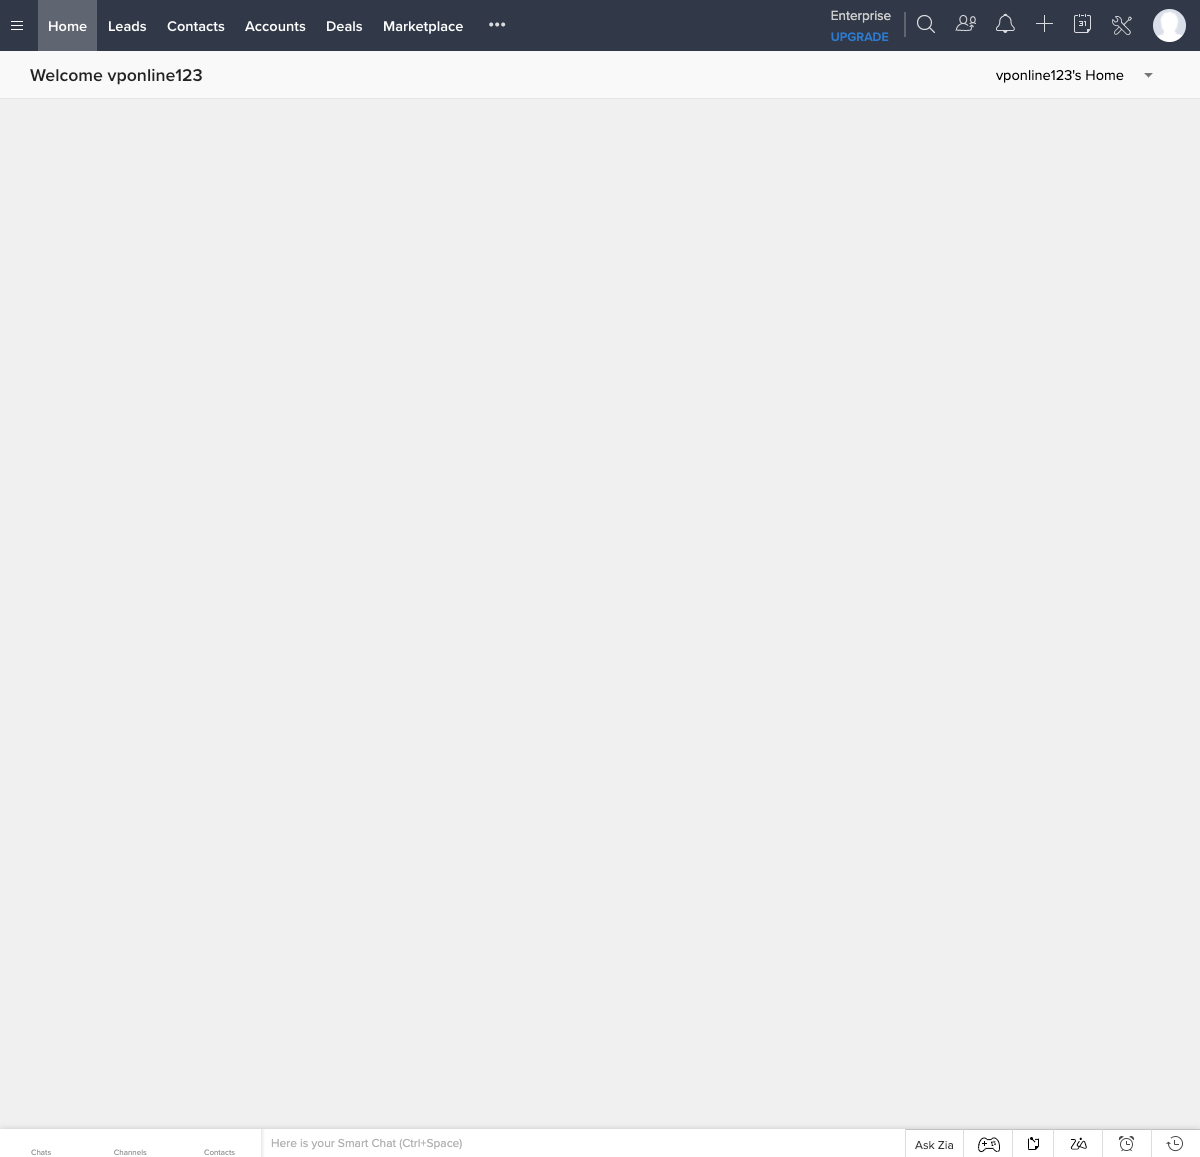 Home Leads Contacts Accounts Deals Marketplace ••• Enterprise
UPGRADE
31
Welcome vponline123 vponline123's Home
Here is your Smart Chat (Ctrl+Space)
Ask Zia
Chats Channels Contacts